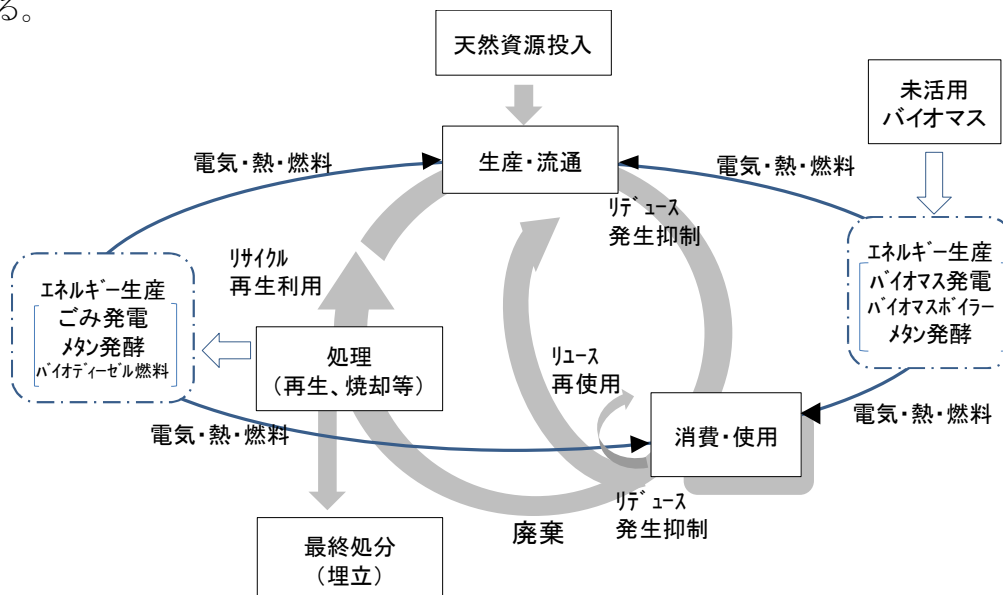 る。
天然資源投入
未活用
バイオマス
電気・熱・燃料
生産・流通
電気・熱・燃料
リデュース
発生抑制
リサイクル
再生利用
エネルギー生産
バイオマス発電
バイオマスボイラー
メタン発酵
エネルギー生産
ごみ発電
メタン発酵
バイオディーゼル燃料
処理
（再生、焼却等）
リユース
再使用
電気・熱・燃料
電気・熱・燃料
消費・使用
リデュース
発生抑制
廃棄
最終処分
（埋立）